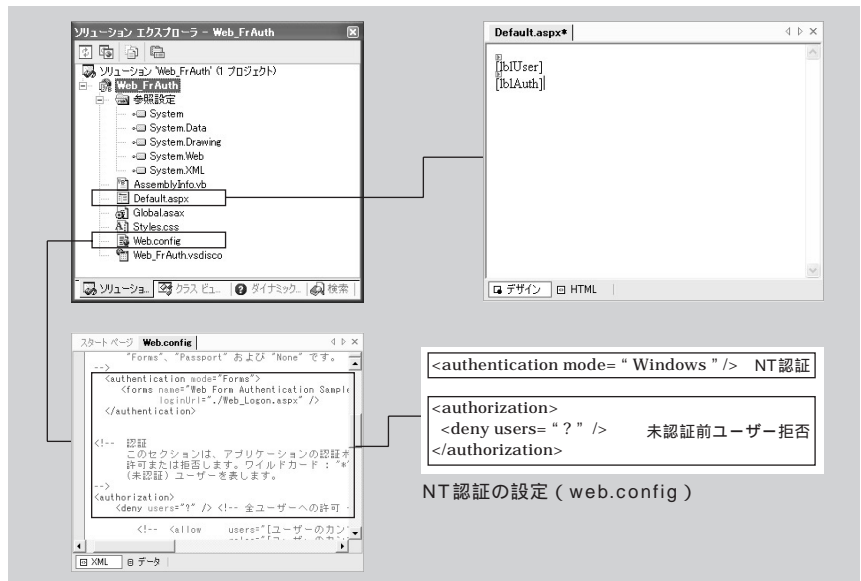 ソリューション エクスプローラ - Web_FrAuth
ソリューション 'Web_FrAuth' (1 プロジェクト)
Web_FrAuth
参照設定
System
System.Data
System.Drawing
System.Web
System.XML
AssemblyInfo.vb
Default.aspx
Global.asax
Styles.css
Web.config
Web_FrAuth.vsdisco
ソリューショ... クラス ビュ... ダイナミック... 検索
Default.aspx*
[lblUser]
[lblAuth]
デザイン HTML
スタート ページ Web.config
"Forms"、"Passport" および "None" です。
-->
<authentication mode="Forms">
<forms name="Web Form Authentication Sample
loginUrl="./Web_Logon.aspx" />
</authentication>
<!-- 認証
このセクションは、アプリケーションの認証ポ
許可または拒否します。ワイルドカード : "*"
(未認証) ユーザーを表します。
-->
<authorization>
<deny users="?" /> <!-- 全ユーザーへの許可
<!-- <allow users="[ユーザーのカン
XML データ
<authentication mode= “ Windows ” /> NT認証
<authorization>
<deny users= “ ? ” /> 未認証前ユーザー拒否
</authorization>
NT認証の設定（web.config）